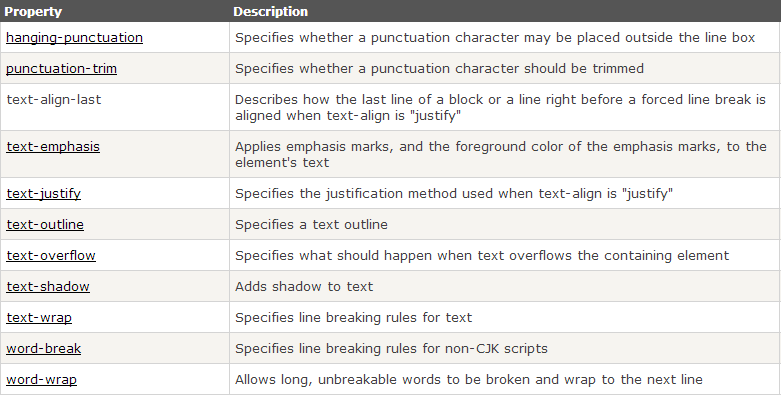 Property Description
hanging-punctuation Specifies whether a punctuation character may be placed outside the line box
punctuation-trim Specifies whether a punctuation character should be trimmed
text-align-last Describes how the last line of a block or a line right before a forced line break is
aligned when text-align is "justify"
text-emphasis Applies emphasis marks, and the foreground color of the emphasis marks, to the
element's text
text-justify Specifies the justification method used when text-align is "justify"
text-outline Specifies a text outline
text-overflow Specifies what should happen when text overflows the containing element
text-shadow Adds shadow to text
text-wrap Specifies line breaking rules for text
word-break Specifies line breaking rules for non-CJK scripts
word-wrap Allows long, unbreakable words to be broken and wrap to the next line